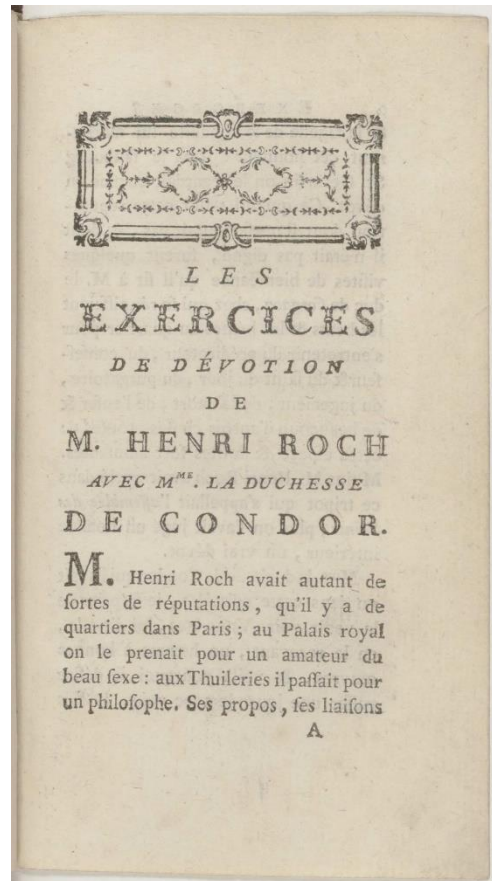 LES
EXERCICES
DE DÉVOTION
DE
M. HENRI ROCH
AVEC M^ME. LA DUCHESSE
DE CONDOR.
M. Henri Roch avait autant de
ſortes de réputations, qu'il y a de
quartiers dans Paris; au Palais royal
on le prenait pour un amateur du
beau ſexe: aux Thuileries il paſſait pour
un philoſophe. Ses propos, ſes liaiſons
A